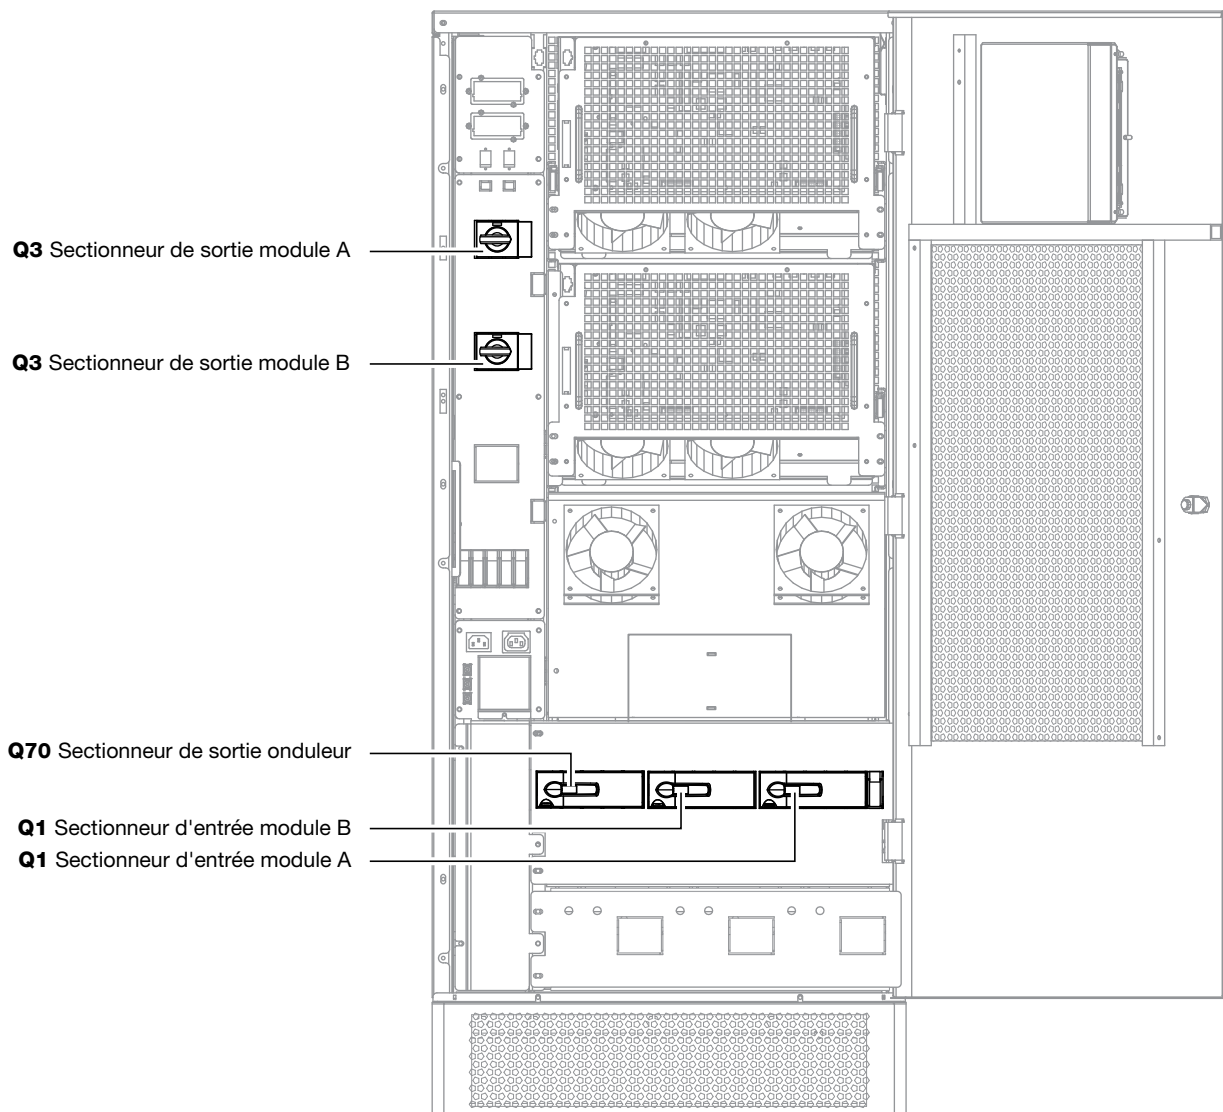 Q3 Sectionneur de sortie module A
Q3 Sectionneur de sortie module B
Q70 Sectionneur de sortie onduleur
Q1 Sectionneur d'entrée module B
Q1 Sectionneur d'entrée module A